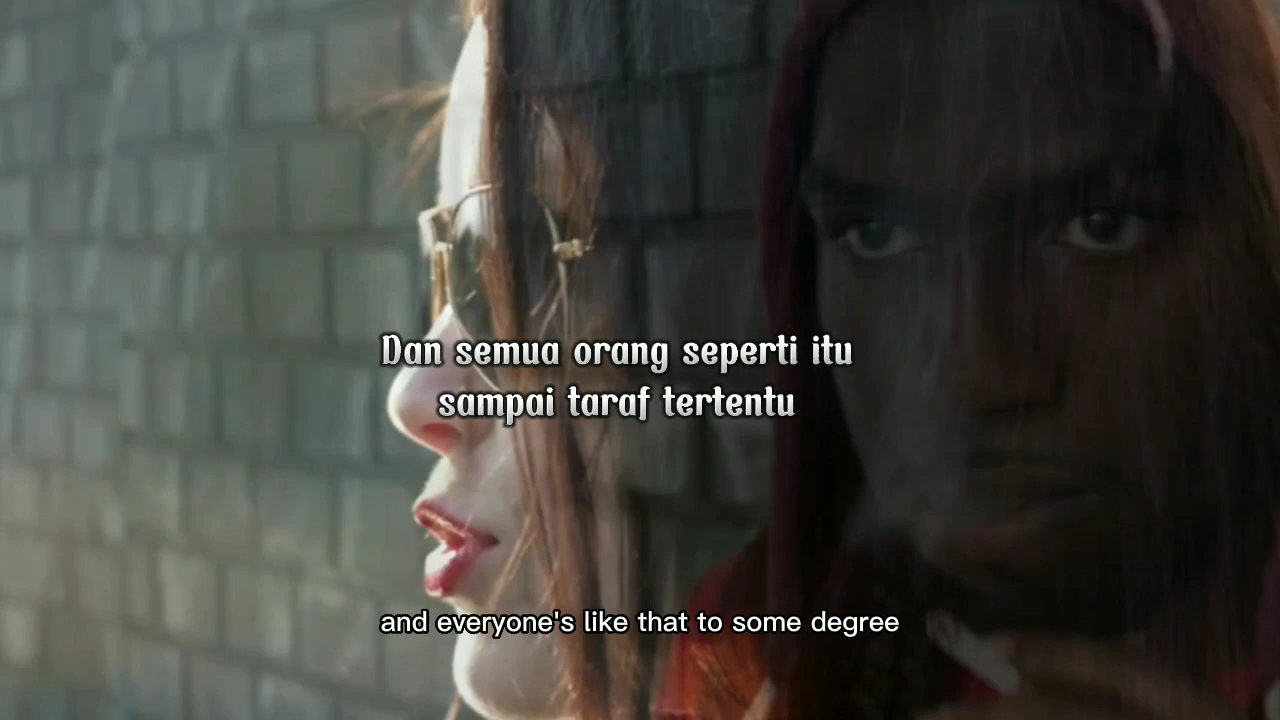 Dan semua orang seperti itu
sampai taraf tertentu
and everyone's like that to some degree